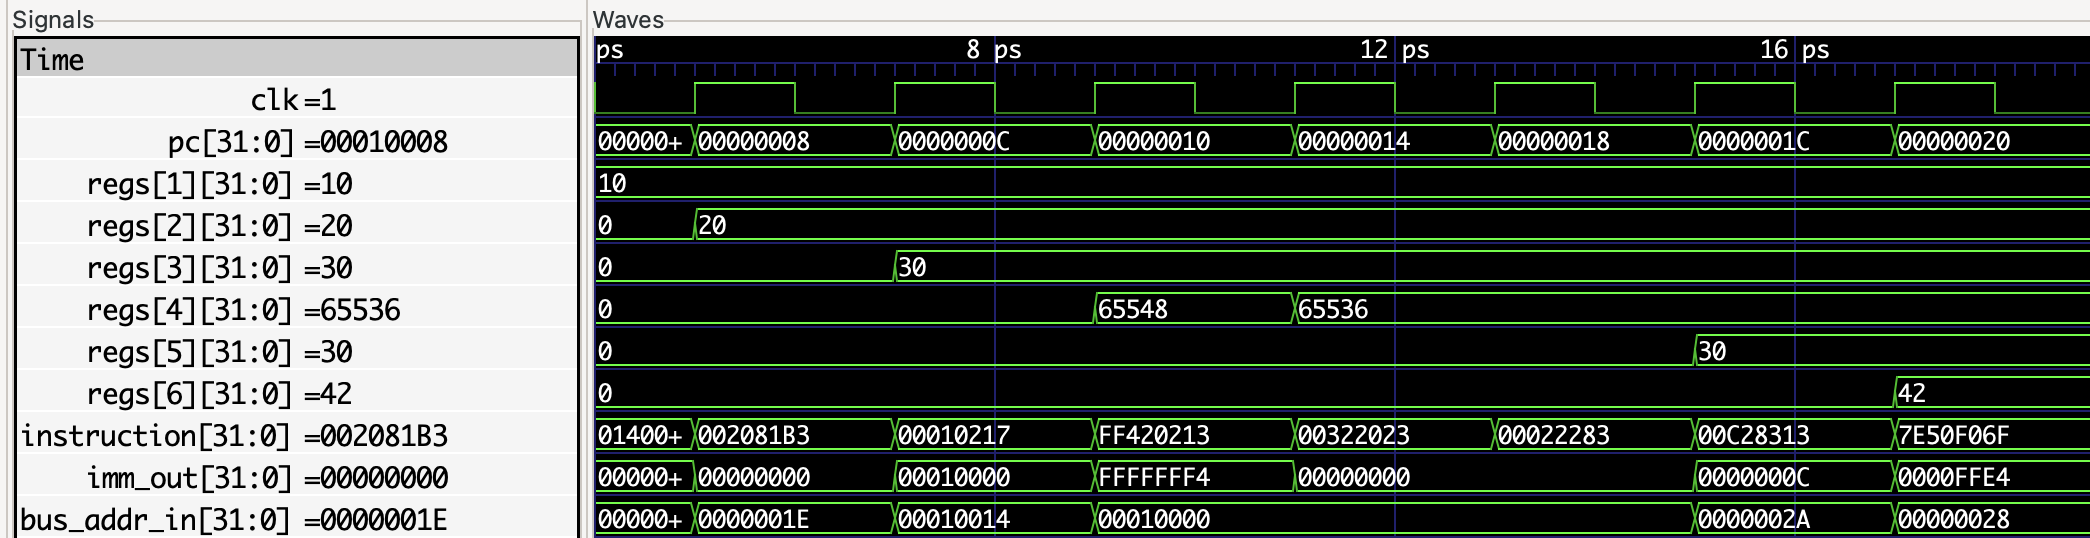 Signals Waves
Time ps 8 ps 12 ps 16 ps
clk =1
pc[31:0] =00010008 00000+ 00000008 0000000C 00000010 00000014 00000018 0000001C 00000020
regs[1][31:0] =10 10
regs[2][31:0] =20 0 20
regs[3][31:0] =30 0 30
regs[4][31:0] =65536 0 65548 65536
regs[5][31:0] =30 0 30
regs[6][31:0] =42 0 42
instruction[31:0] =002081B3 01400+ 002081B3 00010217 FF420213 00322023 00022283 00C28313 7E50F06F
imm_out[31:0] =00000000 00000+ 00000000 00010000 FFFFFFF4 00000000 0000000C 0000FFE4
bus_addr_in[31:0] =0000001E 00000+ 0000001E 00010014 00010000 0000002A 00000028